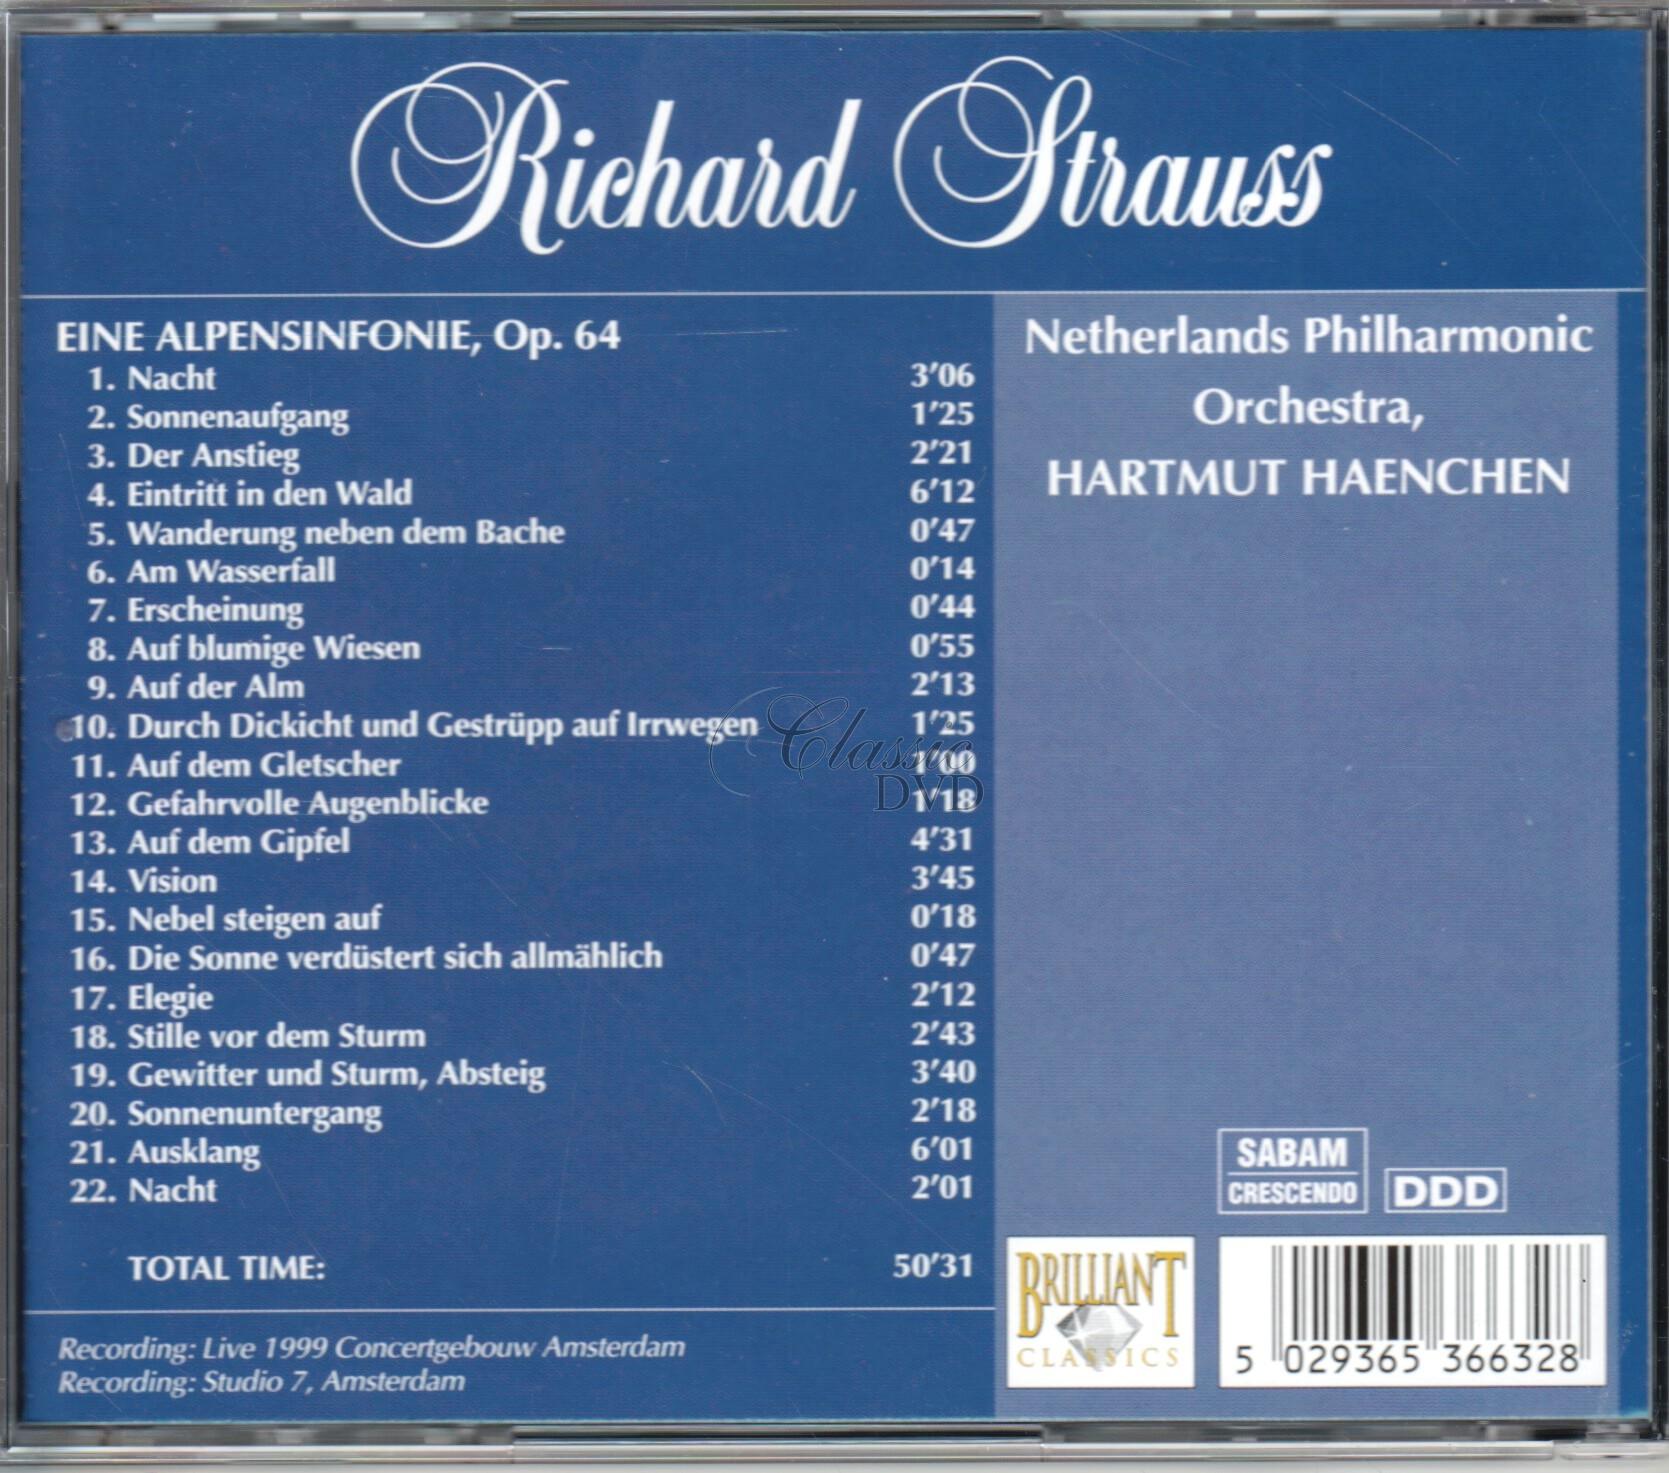 Richard Strauss
EINE ALPENSINFONIE, Op. 64
1. Nacht 3'06
2. Sonnenaufgang 1'25
3. Der Anstieg 2'21
4. Eintritt in den Wald 6'12
5. Wanderung neben dem Bache 0'47
6. Am Wasserfall 0'14
7. Erscheinung 0'44
8. Auf blumige Wiesen 0'55
9. Auf der Alm 2'13
10. Durch Dickicht und Gestrüpp auf Irrwegen 1'25
11. Auf dem Gletscher
12. Gefahrvolle Augenblicke 1'18
13. Auf dem Gipfel 4'31
14. Vision 3'45
15. Nebel steigen auf 0'18
16. Die Sonne verdüstert sich allmählich 0'47
17. Elegie 2'12
18. Stille vor dem Sturm 2'43
19. Gewitter und Sturm, Absteig 3'40
20. Sonnenuntergang 2'18
21. Ausklang 6'01
22. Nacht 2'01
TOTAL TIME: 50'31
Recording: Live 1999 Concertgebouw Amsterdam
Recording: Studio 7, Amsterdam
Netherlands Philharmonic
Orchestra,
HARTMUT HAENCHEN
Classic
DVD
SABAM
CRESCENDO
DDD
BRILLIANT
CLASSICS
5 029365 366328